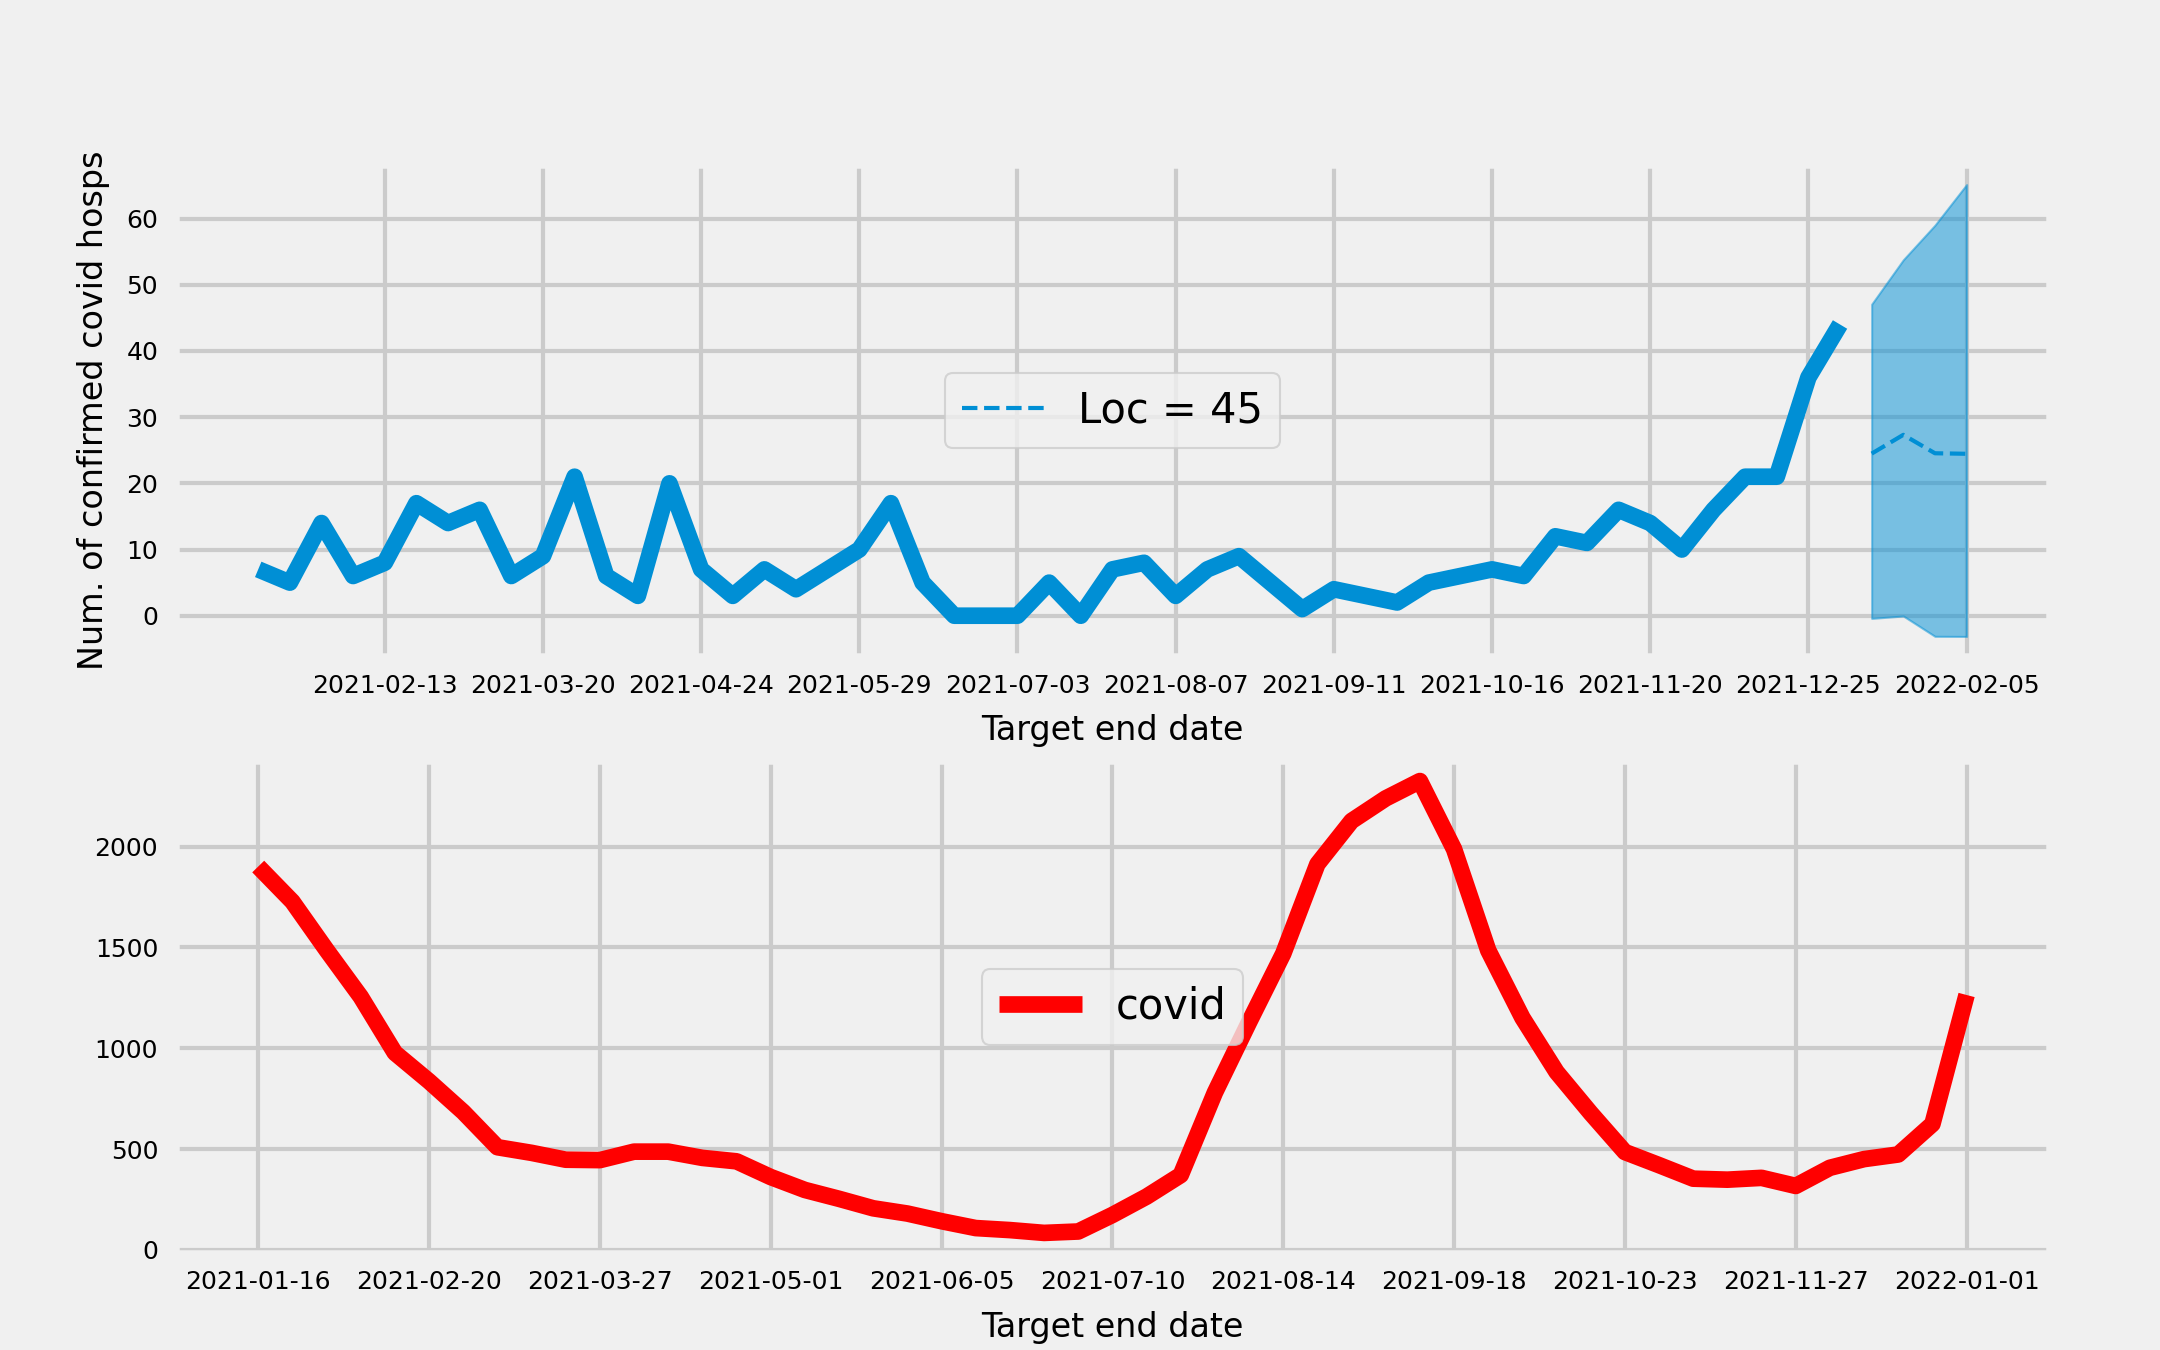 Num. of confirmed covid hosps
60
50
40
30
20
10
0
Loc = 45
2021-02-13 2021-03-20 2021-04-24 2021-05-29 2021-07-03 2021-08-07 2021-09-11 2021-10-16 2021-11-20 2021-12-25 2022-02-05
Target end date
2000
1500
1000
500
0
covid
2021-01-16 2021-02-20 2021-03-27 2021-05-01 2021-06-05 2021-07-10 2021-08-14 2021-09-18 2021-10-23 2021-11-27 2022-01-01
Target end date